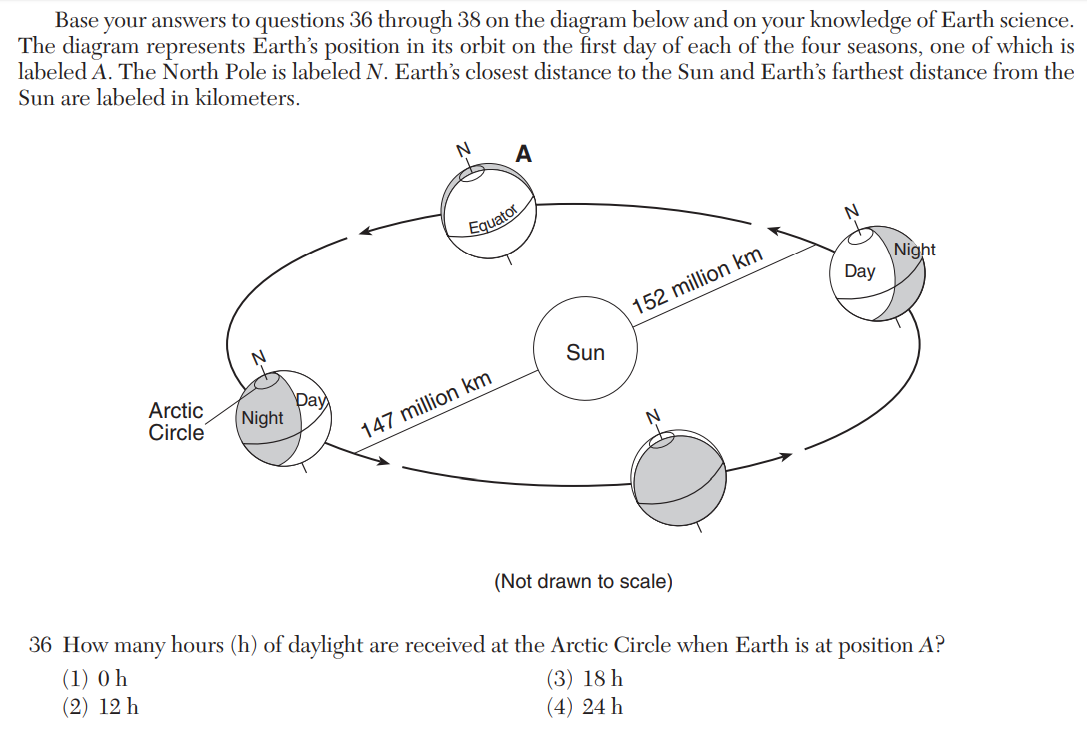 Base your answers to questions 36 through 38 on the diagram below and on your knowledge of Earth science.
The diagram represents Earth's position in its orbit on the first day of each of the four seasons, one of which is
labeled A. The North Pole is labeled N. Earth's closest distance to the Sun and Earth's farthest distance from the
Sun are labeled in kilometers.
N
A
Equator
N
Night
Day
152 million km
Sun
N
Arctic
Circle
Night
Day
147 million km
N
(Not drawn to scale)
36 How many hours (h) of daylight are received at the Arctic Circle when Earth is at position A?
(1) 0 h
(3) 18 h
(2) 12 h
(4) 24 h